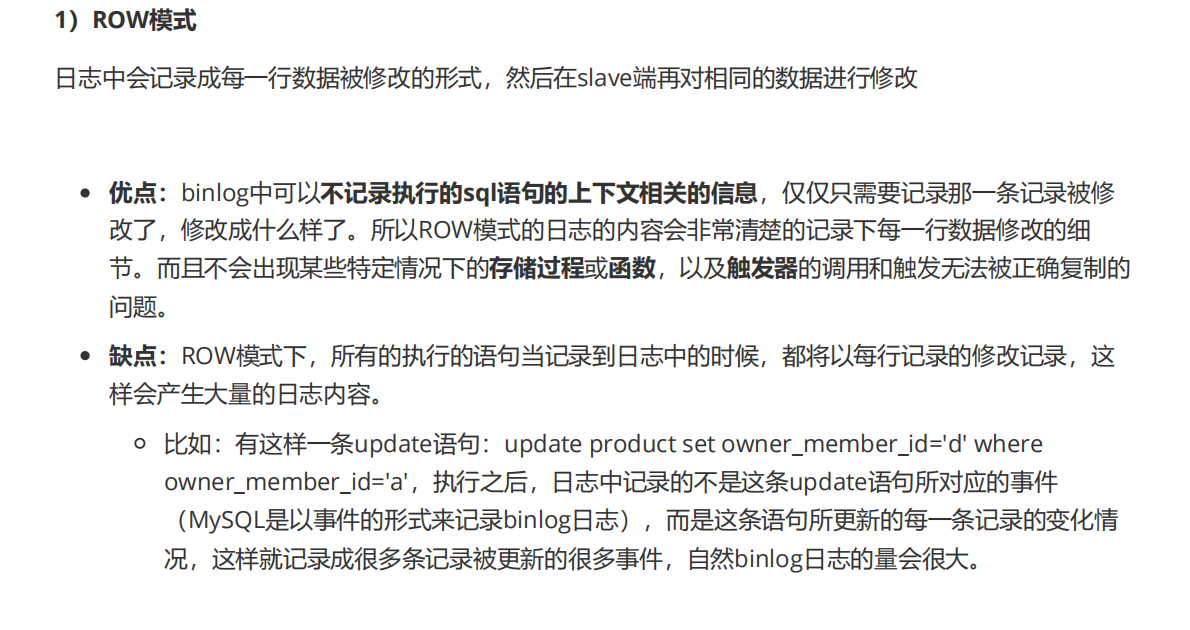 1）ROW模式
日志中会记录成每一行数据被修改的形式，然后在slave端再对相同的数据进行修改
优点：binlog中可以不记录执行的sql语句的上下文相关的信息，仅仅只需要记录那一条记录被修
改了，修改成什么样了。所以ROW模式的日志的内容会非常清楚的记录下每一行数据修改的细
节。而且不会出现某些特定情况下的存储过程或函数，以及触发器的调用和触发无法被正确复制的
问题。
缺点：ROW模式下，所有的执行的语句当记录到日志中的时候，都将以每行记录的修改记录，这
样会产生大量的日志内容。
比如：有这样一条update语句：update product set owner_member_id='d' where
owner_member_id='a'，执行之后，日志中记录的不是这条update语句所对应的事件
（MySQL是以事件的形式来记录binlog日志），而是这条语句所更新的每一条记录的变化情
况，这样就记录成很多条记录被更新的很多事件，自然binlog日志的量会很大。